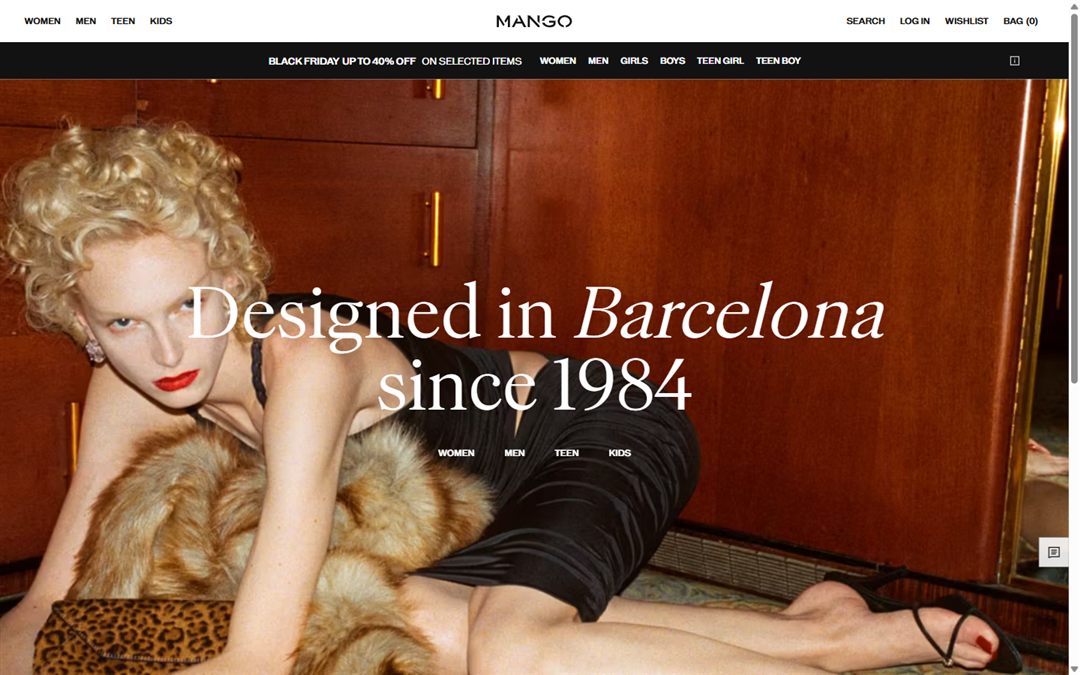 WOMEN MEN TEEN KIDS
MANGO
SEARCH LOG IN WISHLIST BAG (0)
BLACK FRIDAY UP TO 40% OFF ON SELECTED ITEMS WOMEN MEN GIRLS BOYS TEEN GIRL TEEN BOY
Designed in Barcelona
since 1984
WOMEN MEN TEEN KIDS